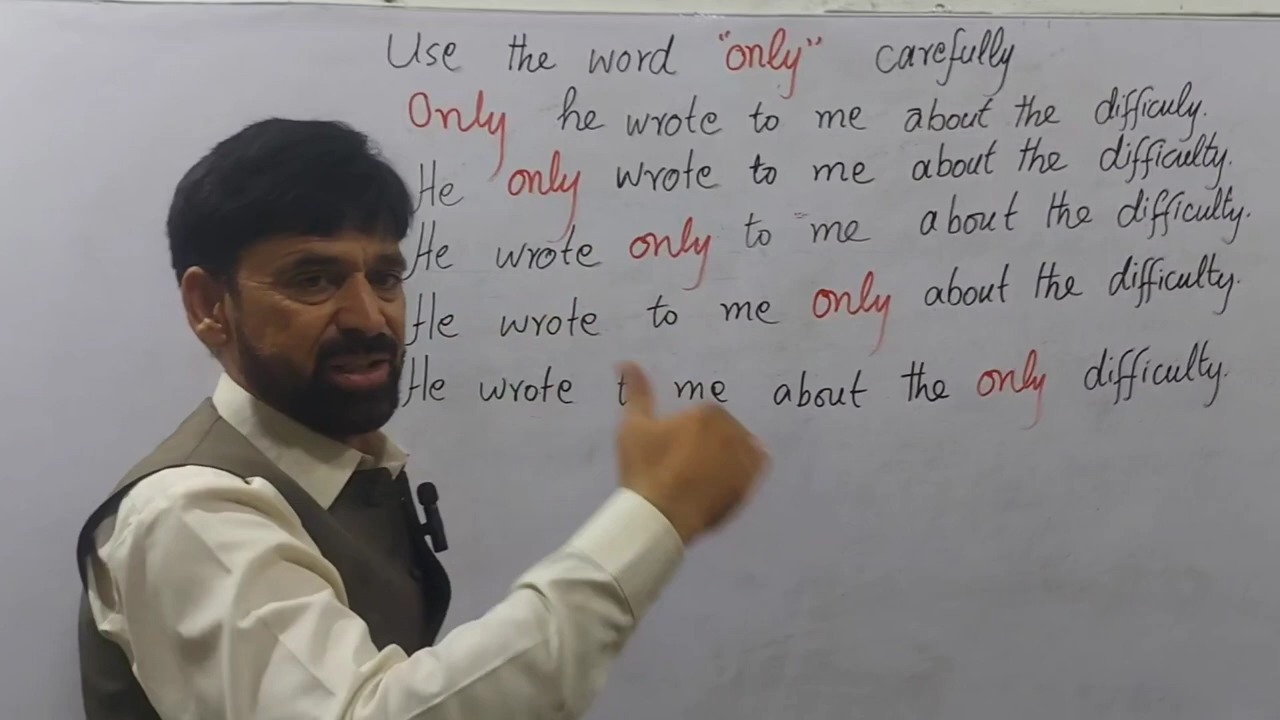 Use the word "only" carefully
Only he wrote to me about the difficuly.
He only wrote to me about the difficulty.
He wrote only to me about the difficulty.
He wrote to me only about the difficulty.
He wrote t me about the only difficulty.